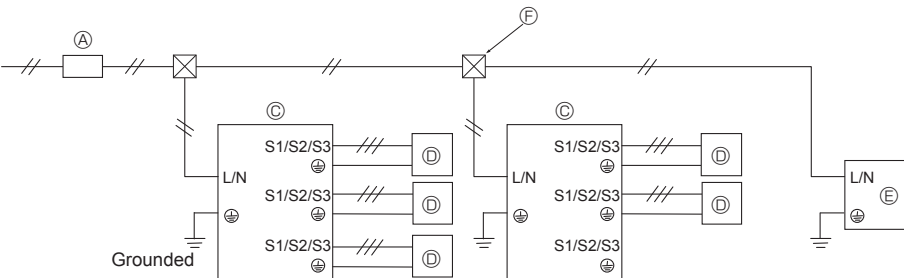 Ⓕ
Ⓐ
Ⓒ Ⓒ
S1/S2/S3 Ⓓ S1/S2/S3 Ⓓ
L/N L/N L/N
S1/S2/S3 Ⓓ S1/S2/S3 Ⓓ Ⓔ
S1/S2/S3 Ⓓ S1/S2/S3
Grounded